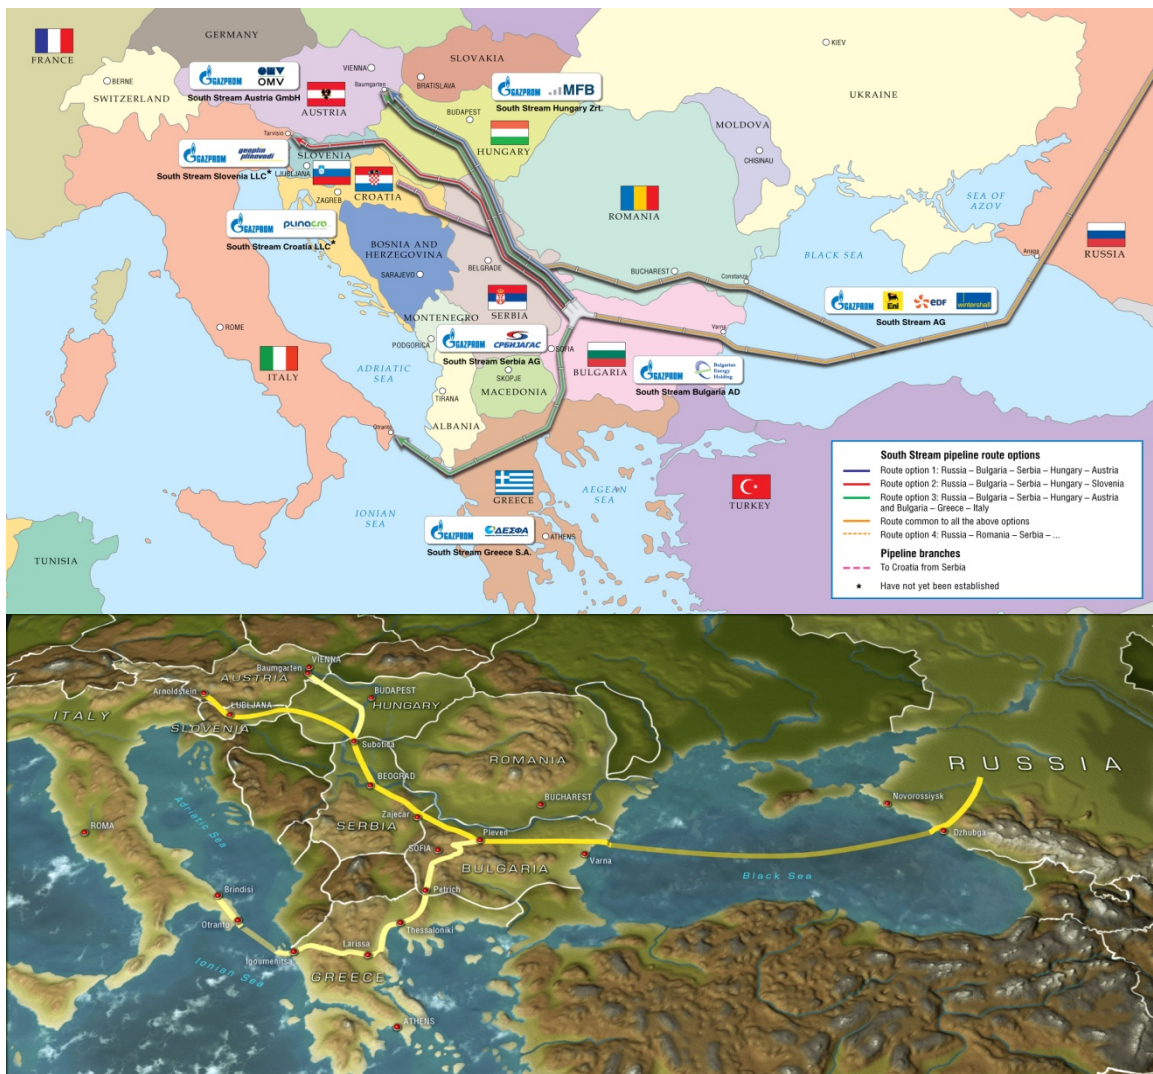 FRANCE
GERMANY
BERNE
SWITZERLAND
GAZPROM
OMV
South Stream Austria GmbH
VIENNA
Baumgarten
AUSTRIA
SLOVAKIA
BRATISLAVA
GAZPROM
MFB
South Stream Hungary Zrt.
BUDAPEST
HUNGARY
KIEV
UKRAINE
MOLDOVA
CHISINAU
Tarvisio
GAZPROM
geoplin
plinovodi
South Stream Slovenia LLC*
SLOVENIA
LJUBLJANA
ZAGREB
CROATIA
GAZPROM
plinacro
South Stream Croatia LLC*
BOSNIA AND
HERZEGOVINA
SARAJEVO
ROMANIA
BUCHAREST
Constanza
BELGRADE
SERBIA
SEA OF
AZOV
BLACK SEA
Anapa
RUSSIA
GAZPROM
Eni
eDF
wintershall
South Stream AG
MONTENEGRO
PODGORICA
GAZPROM
СРБИЈАГАС
South Stream Serbia AG
SOFIA
Varna
BULGARIA
GAZPROM
Bulgarian
Energy
Holding
South Stream Bulgaria AD
SKOPJE
MACEDONIA
TIRANA
ALBANIA
ROME
ITALY
ADRIATIC
SEA
Otranto
IONIAN
SEA
GREECE
AEGEAN
SEA
TURKEY
GAZPROM
ΔΕΣΦΑ
South Stream Greece S.A.
ATHENS
TUNISIA
South Stream pipeline route options
Route option 1: Russia – Bulgaria – Serbia – Hungary – Austria
Route option 2: Russia – Bulgaria – Serbia – Hungary – Slovenia
Route option 3: Russia – Bulgaria – Serbia – Hungary – Austria
and Bulgaria – Greece – Italy
Route common to all the above options
Route option 4: Russia – Romania – Serbia – ...
Pipeline branches
To Croatia from Serbia
* Have not yet been established
VIENNA
Baumgarten
AUSTRIA
Arnoldstein
LUBLJANA
ITALY
SLOVENIA
BUDAPEST
HUNGARY
Subotica
ROMANIA
BEOGRAD
BUCHAREST
Zaječar
SERBIA
RUSSIA
Novorossiysk
Dzhubga
Adriatic Sea
ROMA
Pleven
SOFIA
BULGARIA
Varna
Black Sea
Petrich
Brindisi
Otranto
Thessaloniki
Larissa
Igoumenitsa
Ionian Sea
GREECE
ATHENS